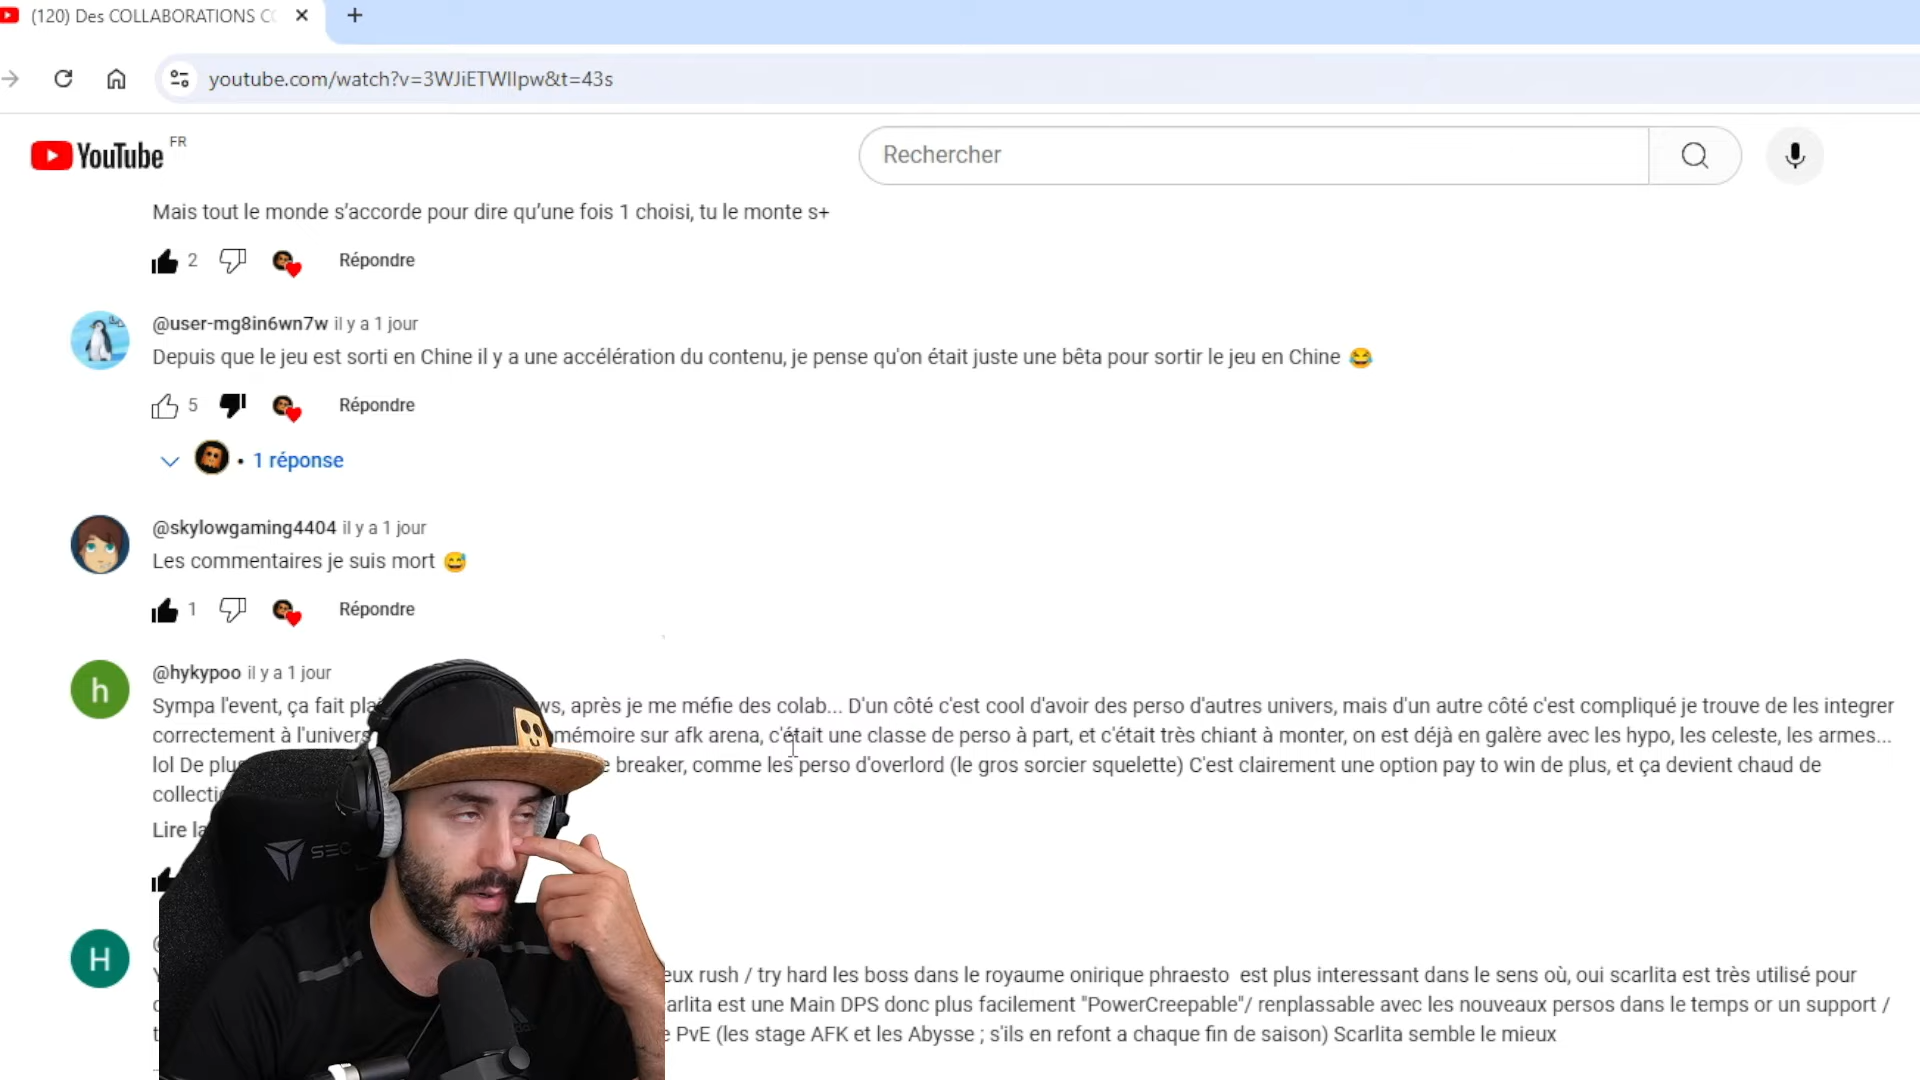 (120) Des COLLABORATIONS
youtube.com/watch?v=3WJiETWIlpw&t=43s
YouTube FR
Rechercher
Mais tout le monde s’accorde pour dire qu’une fois 1 choisi, tu le monte s+
2 Répondre
@user-mg8in6wn7w il y a 1 jour
Depuis que le jeu est sorti en Chine il y a une accélération du contenu, je pense qu'on était juste une bêta pour sortir le jeu en Chine 😂
5 Répondre
• 1 réponse
@skylowgaming4404 il y a 1 jour
Les commentaires je suis mort 😅
1 Répondre
h
@hykypoo il y a 1 jour
Sympa l'event, ça fait après je me méfie des colab... D'un côté c'est cool d'avoir des perso d'autres univers, mais d'un autre côté c'est compliqué je trouve de les integrer
correctement à l'univers mémoire sur afk arena, c'était une classe de perso à part, et c'était très chiant à monter, on est déjà en galère avec les hypo, les celeste, les armes...
lol De plus breaker, comme les perso d'overlord (le gros sorcier squelette) C'est clairement une option pay to win de plus, et ça devient chaud de
Lire la
H
rush / try hard les boss dans le royaume onirique phraesto est plus interessant dans le sens où, oui scarlita est très utilisé pour
est une Main DPS donc plus facilement "PowerCreepable"/ renplassable avec les nouveaux persos dans le temps or un support /
PvE (les stage AFK et les Abysse ; s'ils en refont a chaque fin de saison) Scarlita semble le mieux